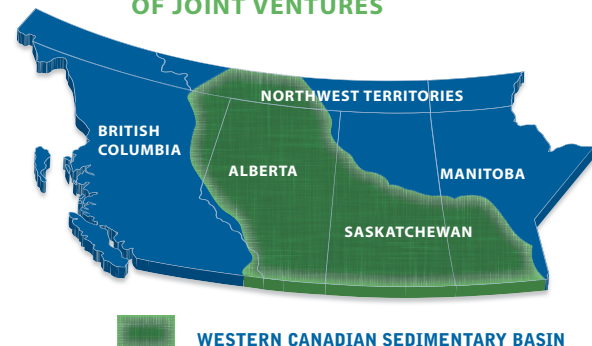 OF JOINT VENTURES
NORTHWEST TERRITORIES
BRITISH
COLUMBIA
ALBERTA
MANITOBA
SASKATCHEWAN
WESTERN CANADIAN SEDIMENTARY BASIN